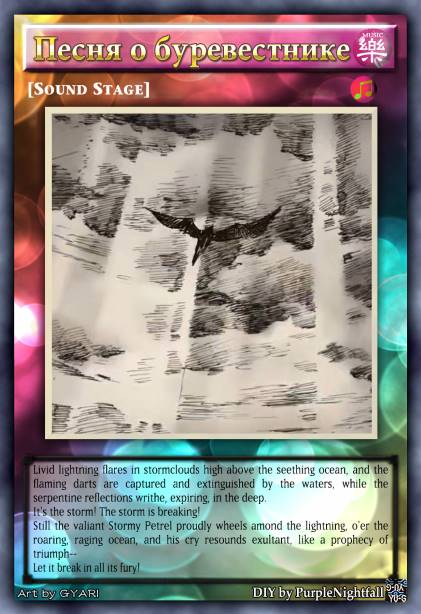 Песня о буревестнике
MUSIC
樂
[SOUND STAGE]
Livid lightning flares in stormclouds high above the seething ocean, and the
flaming darts are captured and extinguished by the waters, while the
serpentine reflections writhe, expiring, in the deep.
It's the storm! The storm is breaking!
Still the valiant Stormy Petrel proudly wheels amond the lightning, o'er the
roaring, raging ocean, and his cry resounds exultant, like a prophecy of
triumph--
Let it break in all its fury!
Art by GYARI
DIY by PurpleNightfall